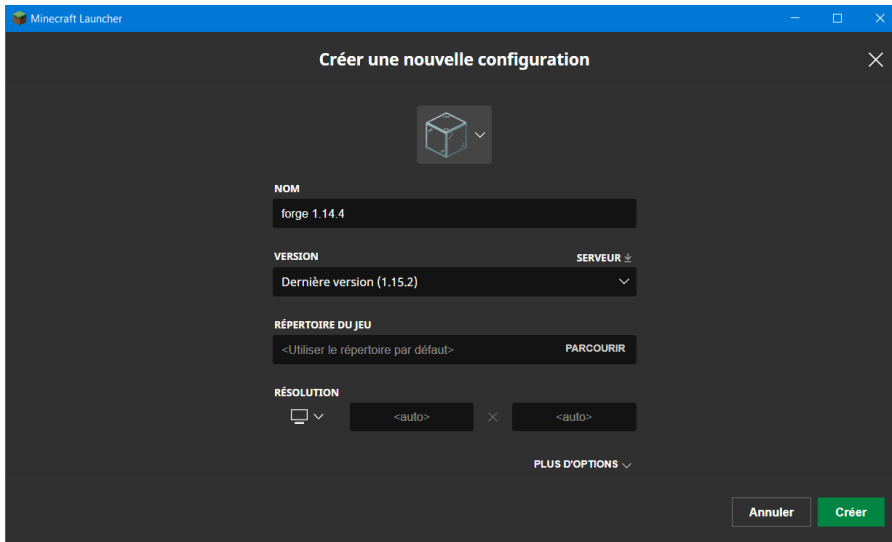 Minecraft Launcher
Créer une nouvelle configuration
NOM
forge 1.14.4
VERSION
SERVEUR
Dernière version (1.15.2)
RÉPERTOIRE DU JEU
<Utiliser le répertoire par défaut>
PARCOURIR
RÉSOLUTION
<auto>
<auto>
PLUS D'OPTIONS
Annuler
Créer